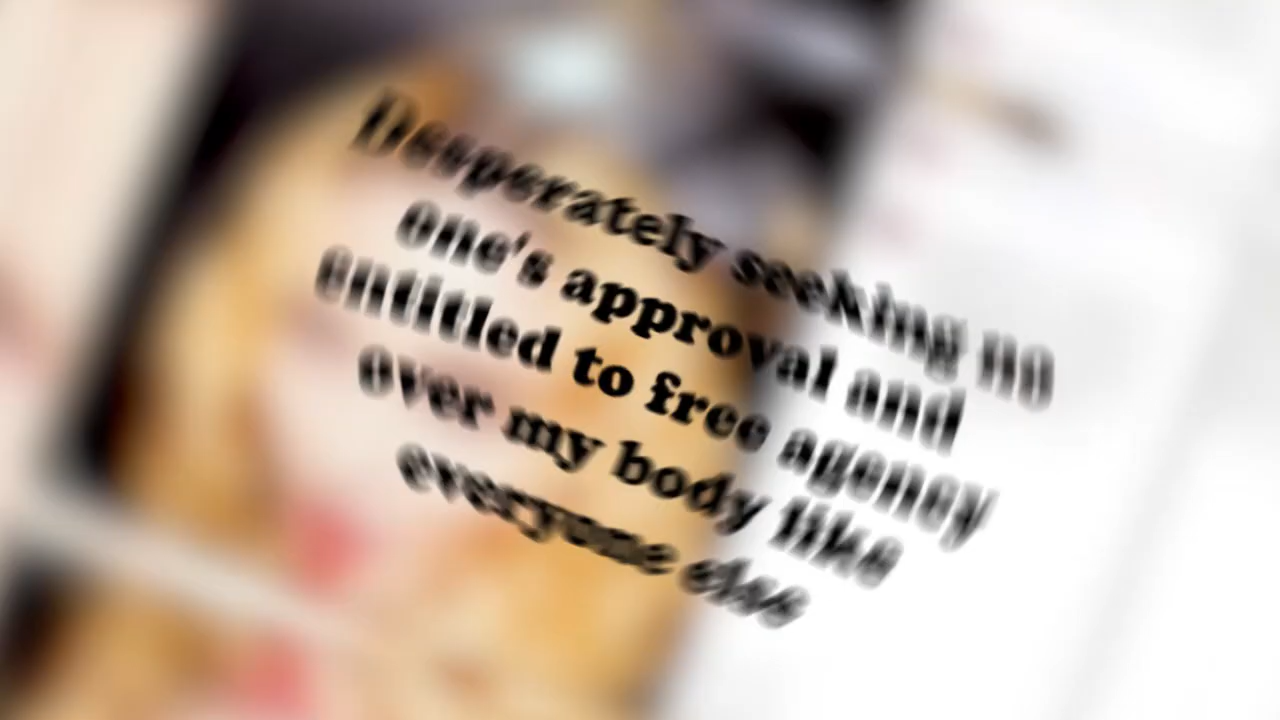 Desperately seeking no
one's approval and
entitled to free agency
over my body like
everyone else